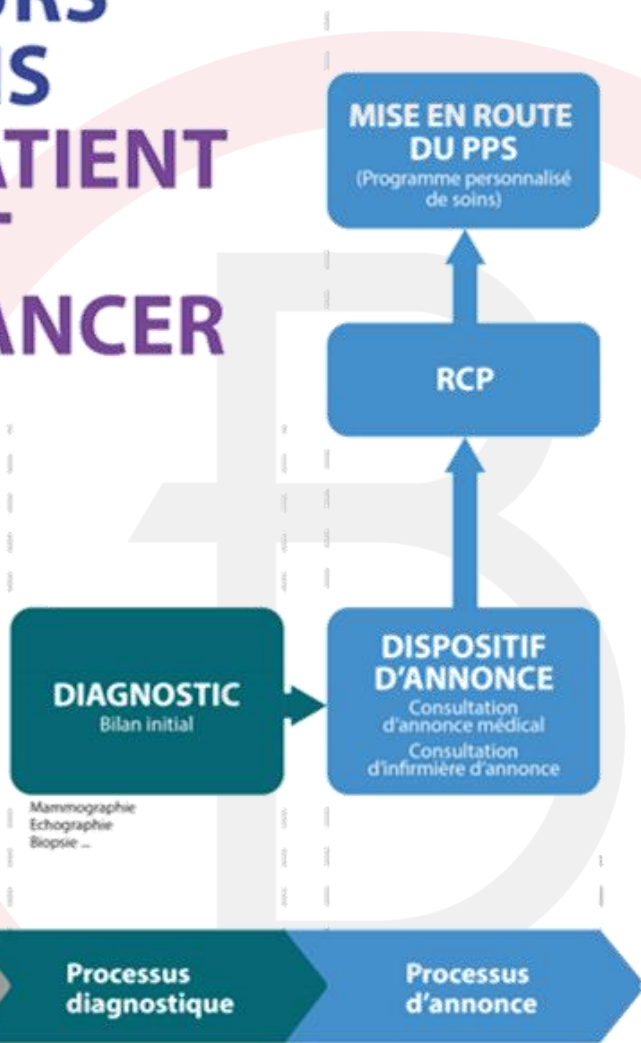 ATIENT
ANCER
MISE EN ROUTE
DU PPS
(Programme personnalisé
de soins)
RCP
DIAGNOSTIC
Bilan initial
DISPOSITIF
D'ANNONCE
Consultation
d'annonce médical
Consultation
d'infirmière d'annonce
Mammographie
Echographie
Biopsie ...
Processus
diagnostique
Processus
d'annonce